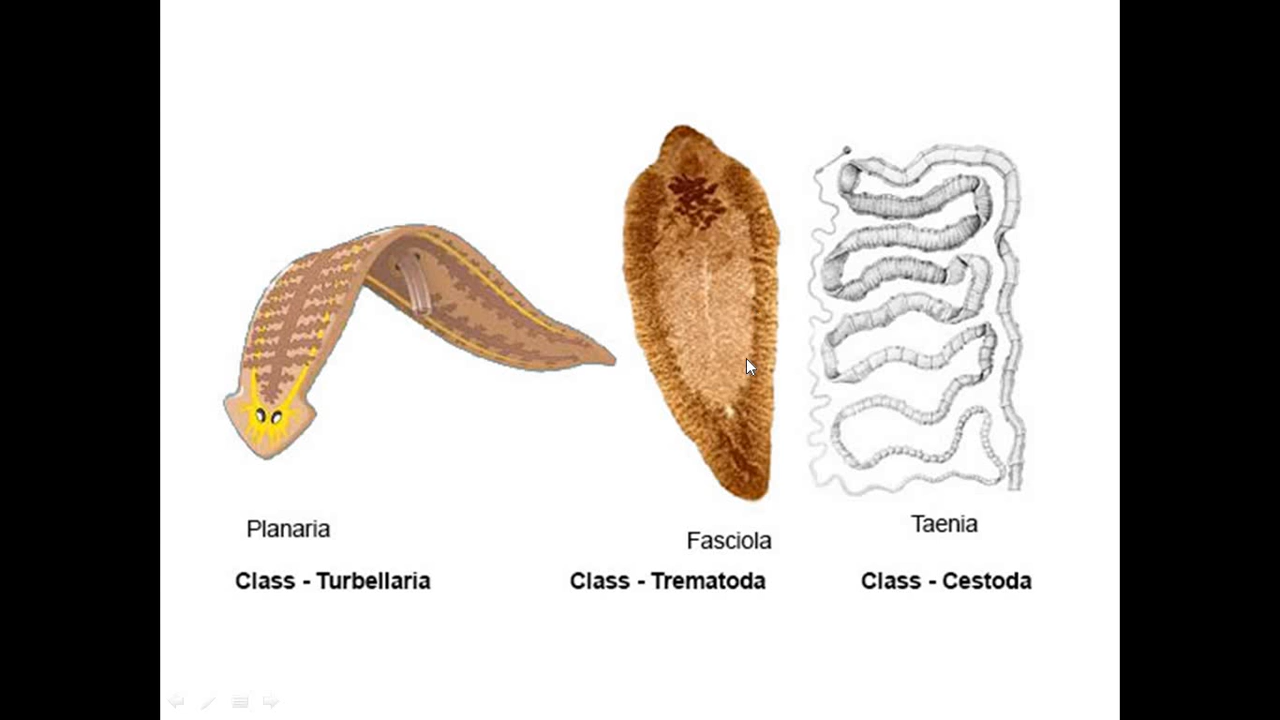 Planaria
Fasciola
Taenia
Class - Turbellaria
Class - Trematoda
Class - Cestoda